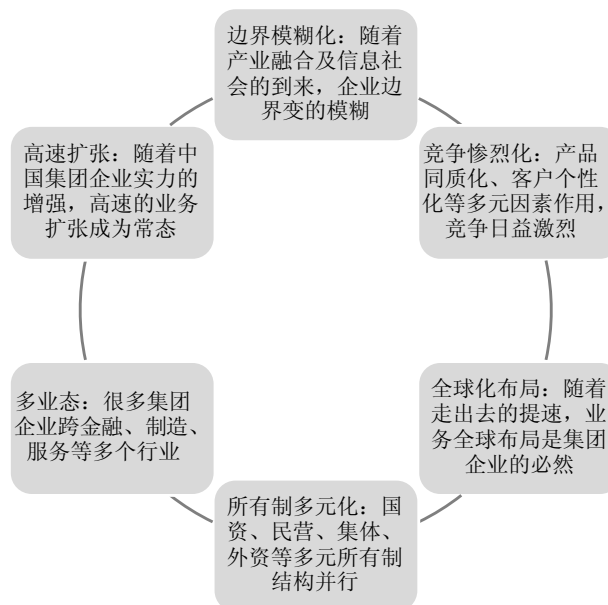 边界模糊化：随着
产业融合及信息社
会的到来，企业边
界变的模糊
竞争惨烈化：产品
同质化、客户个性
化等多元因素作用，
竞争日益激烈
全球化布局：随着
走出去的提速，业
务全球布局是集团
企业的必然
所有制多元化：国
资、民营、集体、
外资等多元所有制
结构并行
多业态：很多集团
企业跨金融、制造、
服务等多个行业
高速扩张：随着中
国集团企业实力的
增强，高速的业务
扩张成为常态